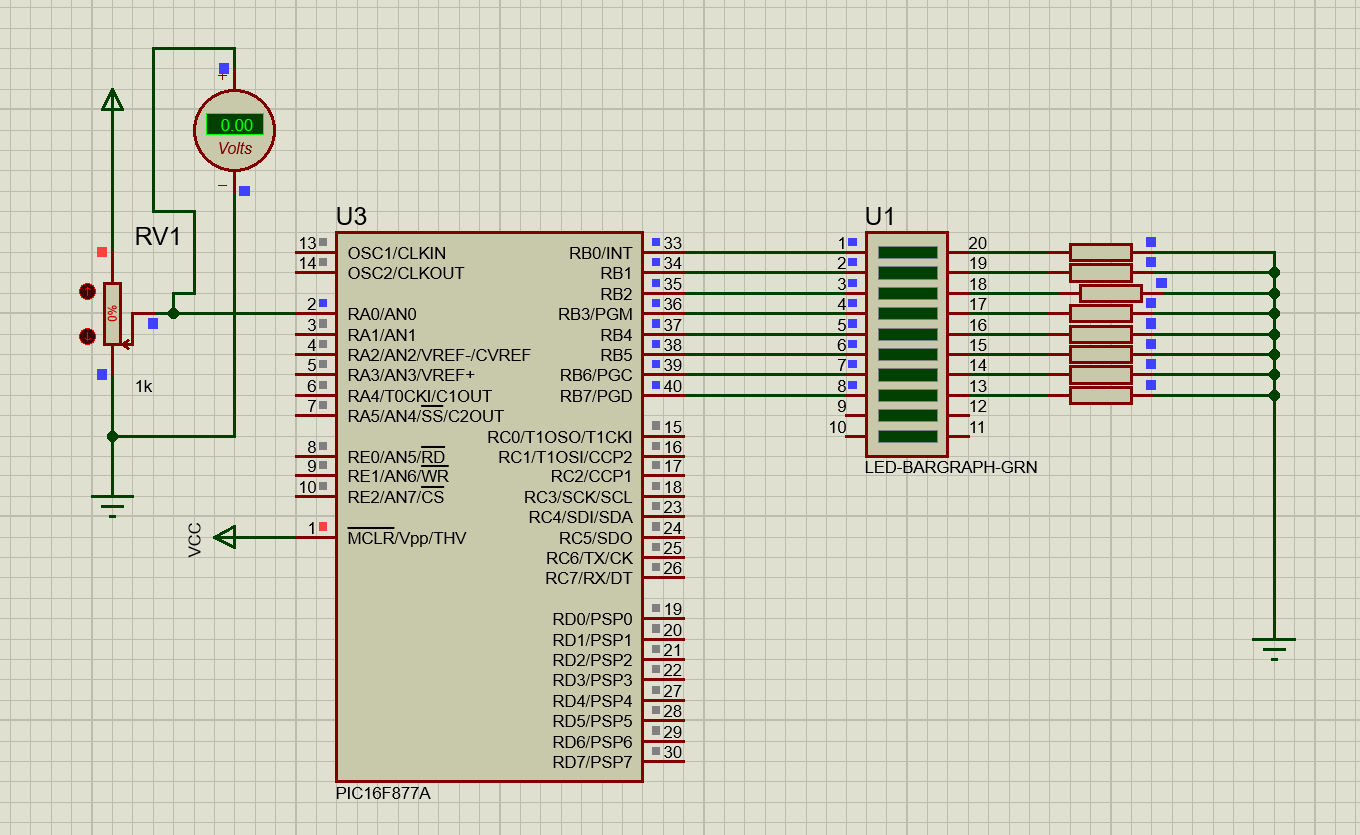 +
0.00
Volts
−
RV1
0%
1k
VCC
U3
13 OSC1/CLKIN
14 OSC2/CLKOUT
2 RA0/AN0
3 RA1/AN1
4 RA2/AN2/VREF-/CVREF
5 RA3/AN3/VREF+
6 RA4/T0CKI/C1OUT
7 RA5/AN4/SS/C2OUT
8 RE0/AN5/RD
9 RE1/AN6/WR
10 RE2/AN7/CS
1 MCLR/Vpp/THV
RB0/INT 33
RB1 34
RB2 35
RB3/PGM 36
RB4 37
RB5 38
RB6/PGC 39
RB7/PGD 40
RC0/T1OSO/T1CKI 15
RC1/T1OSI/CCP2 16
RC2/CCP1 17
RC3/SCK/SCL 18
RC4/SDI/SDA 23
RC5/SDO 24
RC6/TX/CK 25
RC7/RX/DT 26
RD0/PSP0 19
RD1/PSP1 20
RD2/PSP2 21
RD3/PSP3 22
RD4/PSP4 27
RD5/PSP5 28
RD6/PSP6 29
RD7/PSP7 30
PIC16F877A
U1
1 20
2 19
3 18
4 17
5 16
6 15
7 14
8 13
9 12
10 11
LED-BARGRAPH-GRN